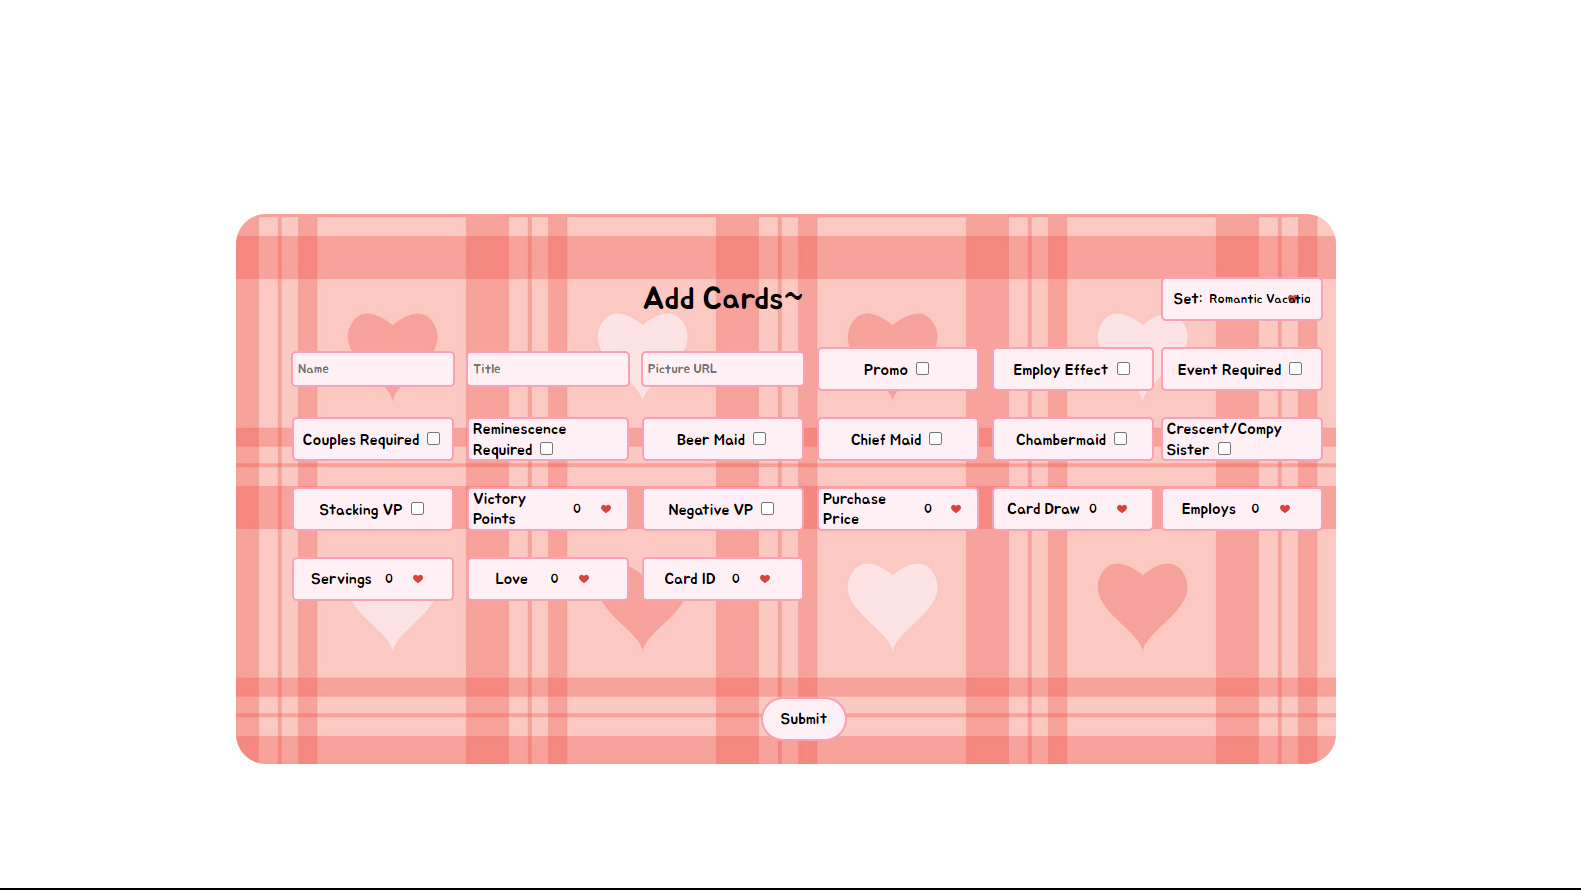 Add Cards~
Set: Romantic Vacatio
Name
Title
Picture URL
Promo
Employ Effect
Event Required
Couples Required
Reminescence
Required
Beer Maid
Chief Maid
Chambermaid
Crescent/Compy
Sister
Stacking VP
Victory
Points
0
Negative VP
Purchase
Price
0
Card Draw 0
Employs 0
Servings 0
Love 0
Card ID 0
Submit